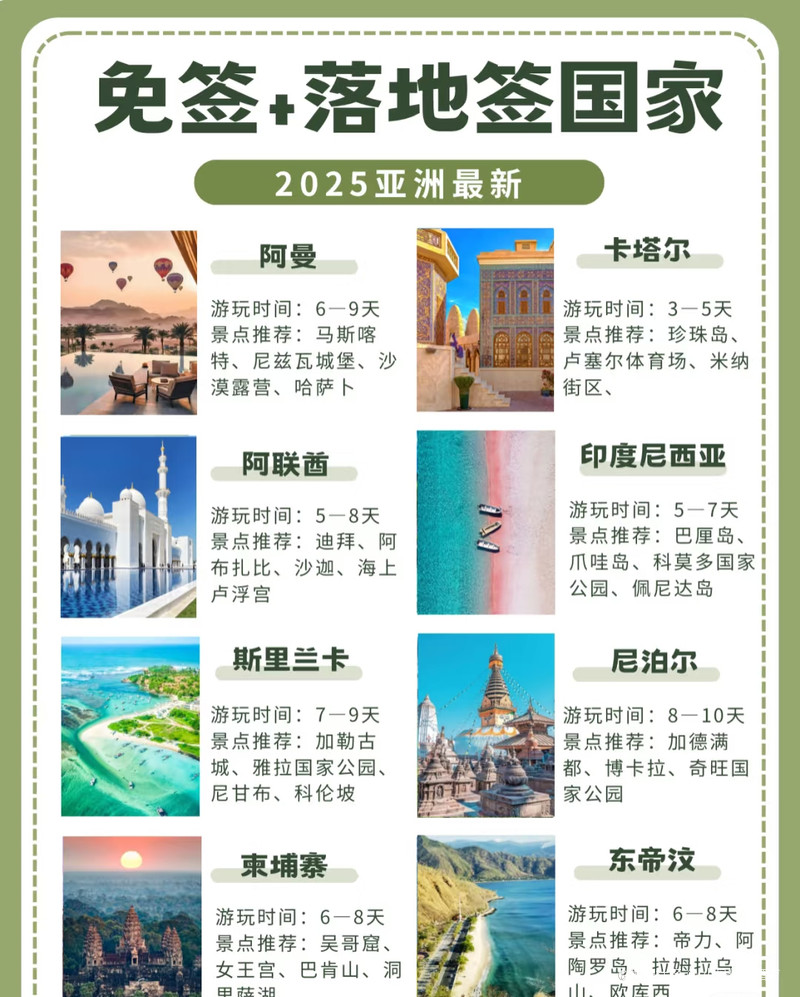 免签+落地签国家
2025亚洲最新
阿曼
游玩时间：6—9天
景点推荐：马斯喀
特、尼兹瓦城堡、沙
漠露营、哈萨卜
卡塔尔
游玩时间：3—5天
景点推荐：珍珠岛、
卢塞尔体育场、米纳
街区、
阿联酋
游玩时间：5—8天
景点推荐：迪拜、阿
布扎比、沙迦、海上
卢浮宫
印度尼西亚
游玩时间：5—7天
景点推荐：巴厘岛、
爪哇岛、科莫多国家
公园、佩尼达岛
斯里兰卡
游玩时间：7—9天
景点推荐：加勒古
城、雅拉国家公园、
尼甘布、科伦坡
尼泊尔
游玩时间：8—10天
景点推荐：加德满
都、博卡拉、奇旺国
家公园
柬埔寨
游玩时间：6—8天
景点推荐：吴哥窟、
女王宫、巴肯山、洞
里萨湖
东帝汶
游玩时间：6—8天
景点推荐：帝力、阿
陶罗岛、拉姆拉乌
山、欧库西